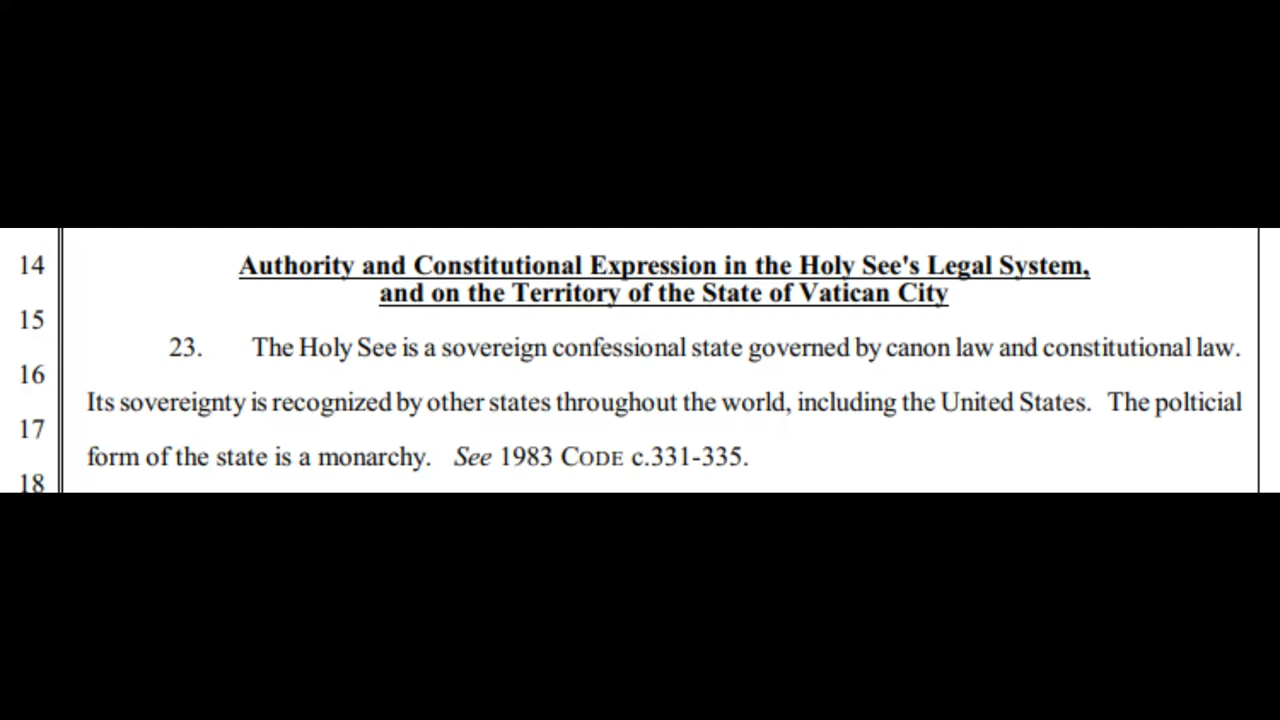 14 Authority and Constitutional Expression in the Holy See's Legal System,
and on the Territory of the State of Vatican City
15
23. The Holy See is a sovereign confessional state governed by canon law and constitutional law.
16
Its sovereignty is recognized by other states throughout the world, including the United States. The polticial
17
form of the state is a monarchy. See 1983 CODE c.331-335.
18